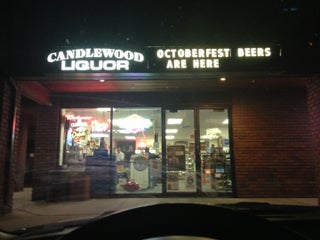 CANDLEWOOD
LIQUOR
OCTOBERFEST BEERS
ARE HERE